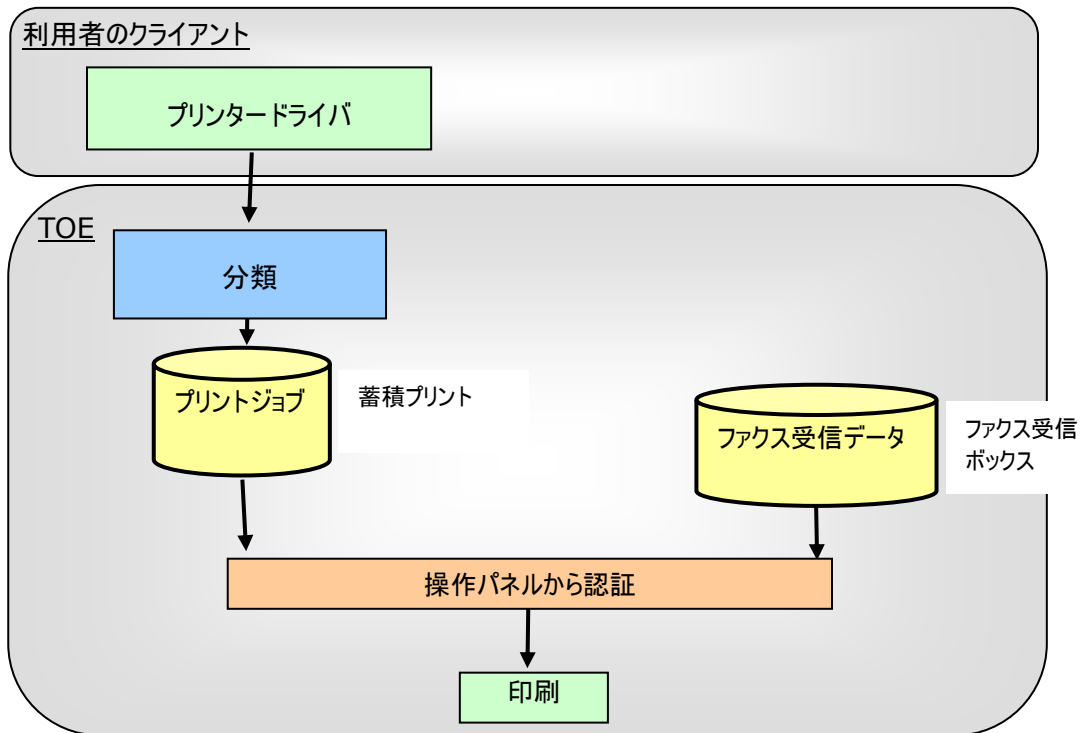 利用者のクライアント
プリンタードライバ
TOE
分類
プリントジョブ
蓄積プリント
ファクス受信データ
ファクス受信
ボックス
操作パネルから認証
印刷